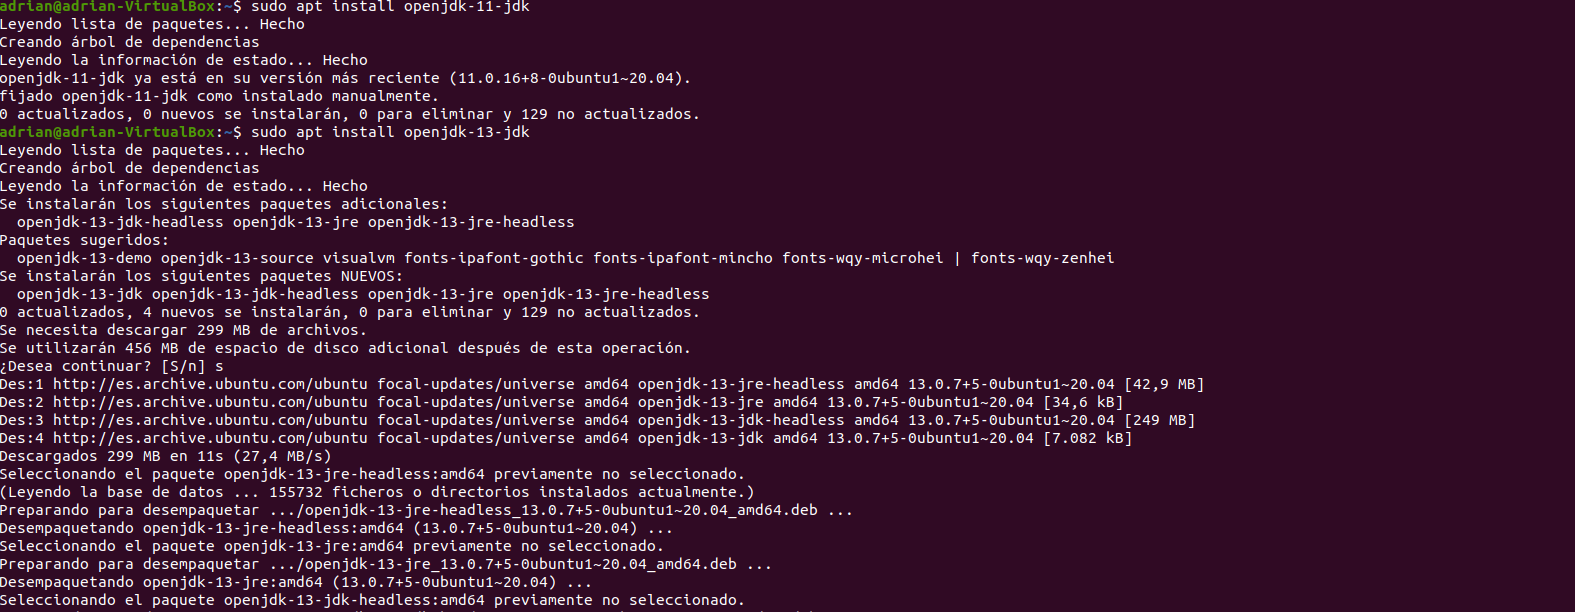 adrian@adrian-VirtualBox:~$ sudo apt install openjdk-11-jdk
Leyendo lista de paquetes... Hecho
Creando árbol de dependencias
Leyendo la información de estado... Hecho
openjdk-11-jdk ya está en su versión más reciente (11.0.16+8-0ubuntu1~20.04).
fijado openjdk-11-jdk como instalado manualmente.
0 actualizados, 0 nuevos se instalarán, 0 para eliminar y 129 no actualizados.
adrian@adrian-VirtualBox:~$ sudo apt install openjdk-13-jdk
Leyendo lista de paquetes... Hecho
Creando árbol de dependencias
Leyendo la información de estado... Hecho
Se instalarán los siguientes paquetes adicionales:
  openjdk-13-jdk-headless openjdk-13-jre openjdk-13-jre-headless
Paquetes sugeridos:
  openjdk-13-demo openjdk-13-source visualvm fonts-ipafont-gothic fonts-ipafont-mincho fonts-wqy-microhei | fonts-wqy-zenhei
Se instalarán los siguientes paquetes NUEVOS:
  openjdk-13-jdk openjdk-13-jdk-headless openjdk-13-jre openjdk-13-jre-headless
0 actualizados, 4 nuevos se instalarán, 0 para eliminar y 129 no actualizados.
Se necesita descargar 299 MB de archivos.
Se utilizarán 456 MB de espacio de disco adicional después de esta operación.
¿Desea continuar? [S/n] s
Des:1 http://es.archive.ubuntu.com/ubuntu focal-updates/universe amd64 openjdk-13-jre-headless amd64 13.0.7+5-0ubuntu1~20.04 [42,9 MB]
Des:2 http://es.archive.ubuntu.com/ubuntu focal-updates/universe amd64 openjdk-13-jre amd64 13.0.7+5-0ubuntu1~20.04 [34,6 kB]
Des:3 http://es.archive.ubuntu.com/ubuntu focal-updates/universe amd64 openjdk-13-jdk-headless amd64 13.0.7+5-0ubuntu1~20.04 [249 MB]
Des:4 http://es.archive.ubuntu.com/ubuntu focal-updates/universe amd64 openjdk-13-jdk amd64 13.0.7+5-0ubuntu1~20.04 [7.082 kB]
Descargados 299 MB en 11s (27,4 MB/s)
Seleccionando el paquete openjdk-13-jre-headless:amd64 previamente no seleccionado.
(Leyendo la base de datos ... 155732 ficheros o directorios instalados actualmente.)
Preparando para desempaquetar .../openjdk-13-jre-headless_13.0.7+5-0ubuntu1~20.04_amd64.deb ...
Desempaquetando openjdk-13-jre-headless:amd64 (13.0.7+5-0ubuntu1~20.04) ...
Seleccionando el paquete openjdk-13-jre:amd64 previamente no seleccionado.
Preparando para desempaquetar .../openjdk-13-jre_13.0.7+5-0ubuntu1~20.04_amd64.deb ...
Desempaquetando openjdk-13-jre:amd64 (13.0.7+5-0ubuntu1~20.04) ...
Seleccionando el paquete openjdk-13-jdk-headless:amd64 previamente no seleccionado.